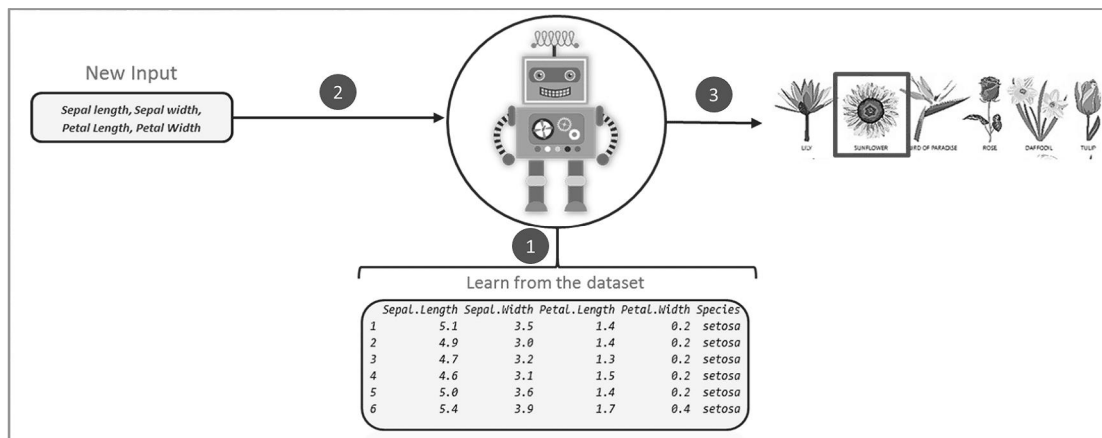 New Input
Sepal length, Sepal width,
Petal Length, Petal Width
2
3
LILY
SUNFLOWER
IRD OF PARADISE
ROSE
DAFFODIL
TULIP
1
Learn from the dataset
Sepal.Length Sepal.Width Petal.Length Petal.Width Species
1 5.1 3.5 1.4 0.2 setosa
2 4.9 3.0 1.4 0.2 setosa
3 4.7 3.2 1.3 0.2 setosa
4 4.6 3.1 1.5 0.2 setosa
5 5.0 3.6 1.4 0.2 setosa
6 5.4 3.9 1.7 0.4 setosa